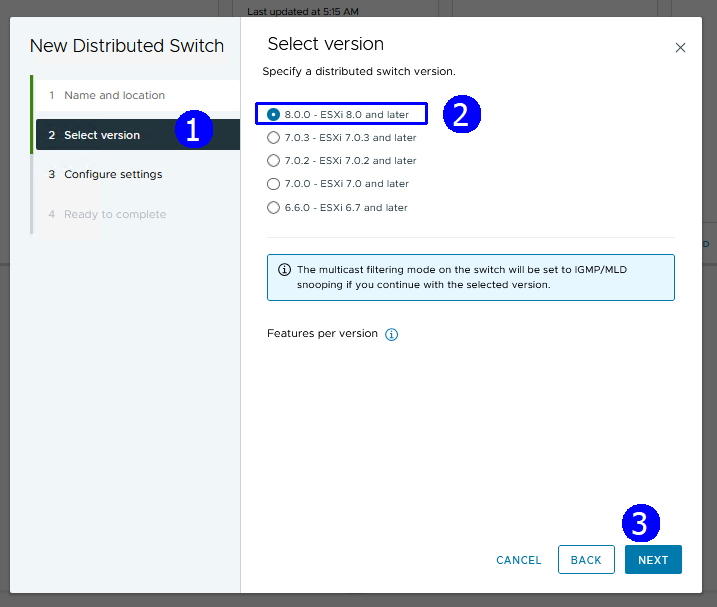 Last updated at 5:15 AM
New Distributed Switch
1 Name and location
2 Select version
1
3 Configure settings
4 Ready to complete
Select version
Specify a distributed switch version.
8.0.0 - ESXi 8.0 and later
2
7.0.3 - ESXi 7.0.3 and later
7.0.2 - ESXi 7.0.2 and later
7.0.0 - ESXi 7.0 and later
6.6.0 - ESXi 6.7 and later
The multicast filtering mode on the switch will be set to IGMP/MLD
snooping if you continue with the selected version.
Features per version
3
CANCEL
BACK
NEXT